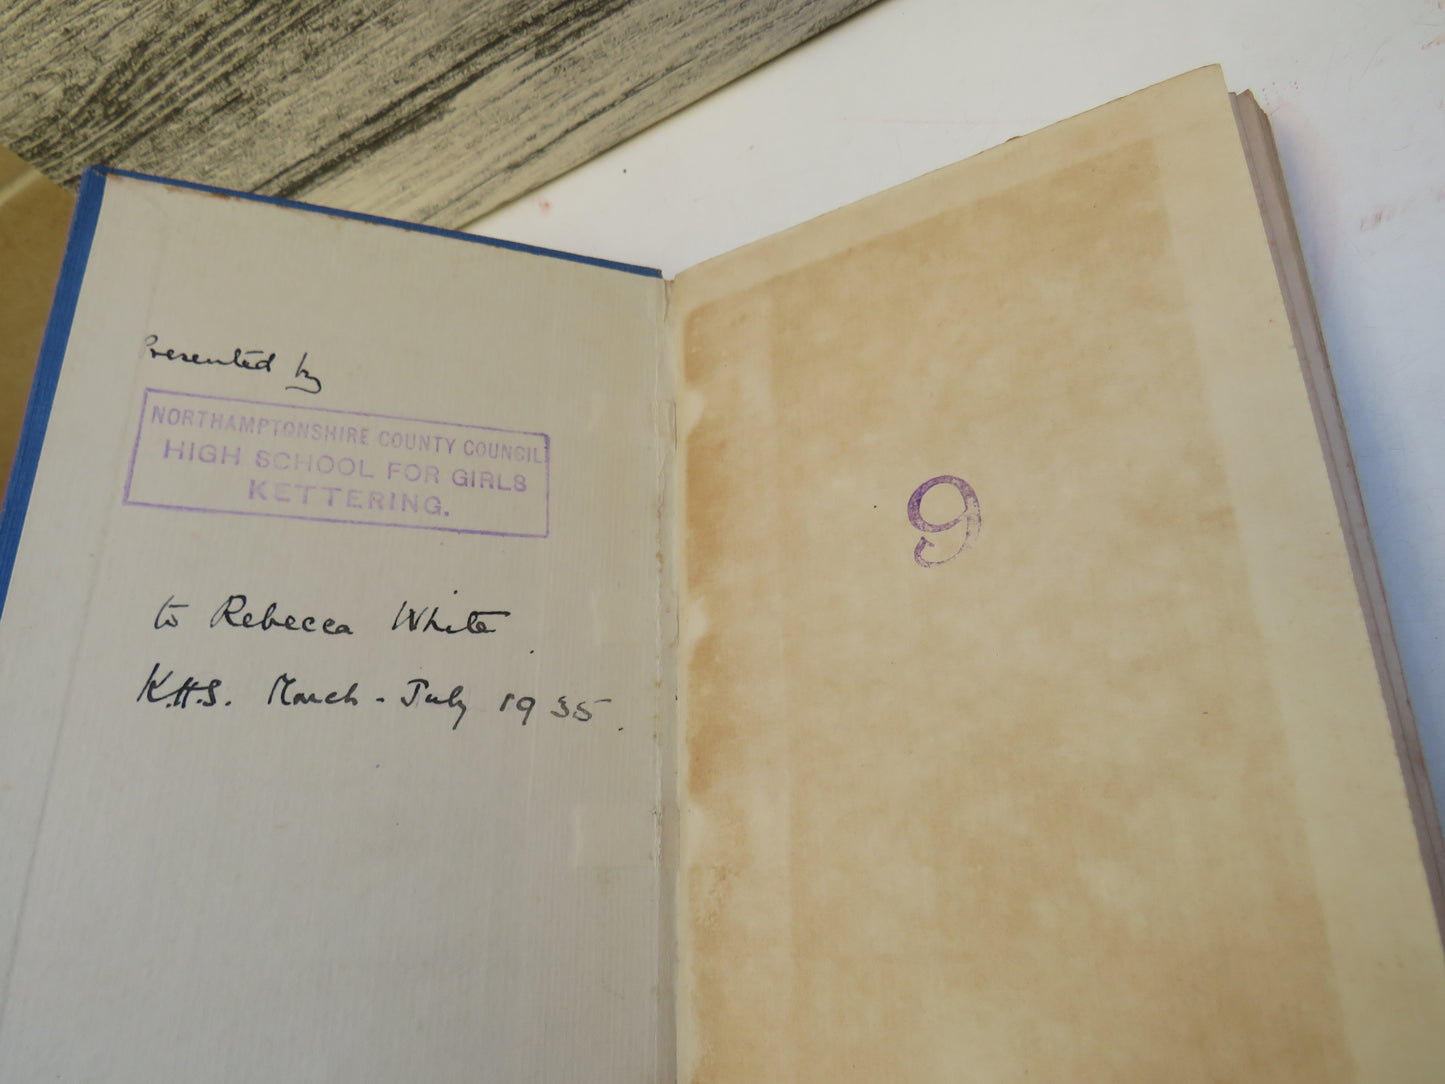 Presented by
NORTHAMPTONSHIRE COUNTY COUNCIL
HIGH SCHOOL FOR GIRLS
KETTERING.
to Rebecca White.
K.H.S. March - July 1935.
9